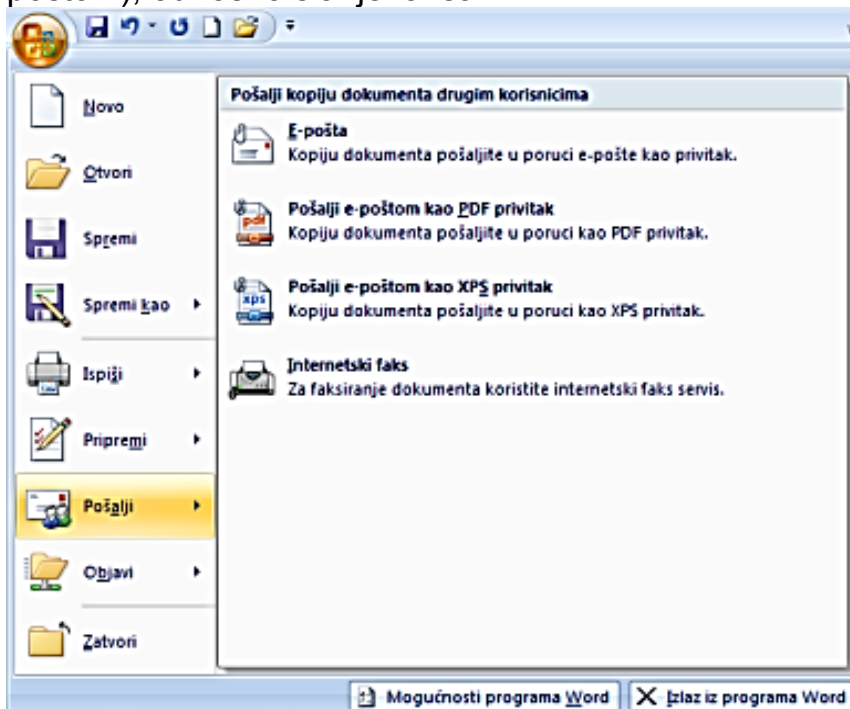 Pošalji kopiju dokumenta drugim korisnicima
Novo
Otvori
Spremi
Spremi kao
Ispiši
Pripremi
Pošalji
Objavi
Zatvori
E-pošta
Kopiju dokumenta pošaljite u poruci e-pošte kao privitak.
Pošalji e-poštom kao PDF privitak
Kopiju dokumenta pošaljite u poruci kao PDF privitak.
Pošalji e-poštom kao XPS privitak
Kopiju dokumenta pošaljite u poruci kao XPS privitak.
Internetski faks
Za faksiranje dokumenta koristite internetski faks servis.
Mogućnosti programa Word
Izlaz iz programa Word